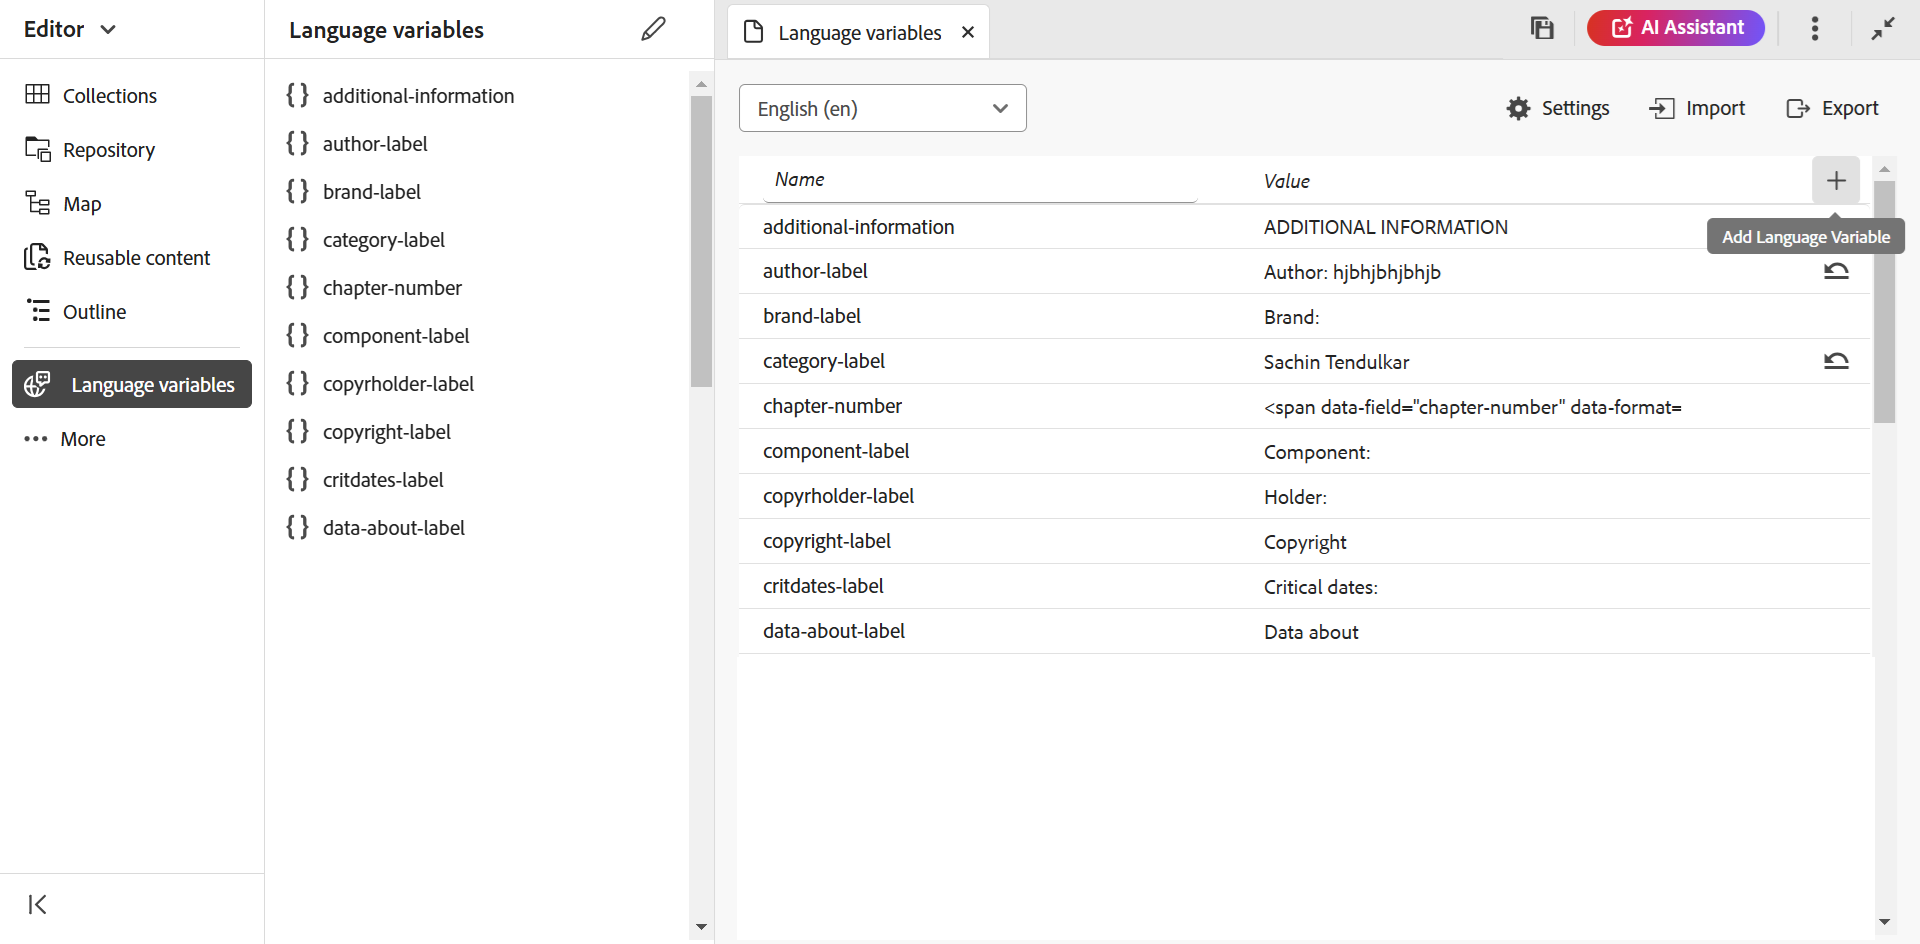 Editor
Collections
Repository
Map
Reusable content
Outline
Language variables
More
Language variables
additional-information
author-label
brand-label
category-label
chapter-number
component-label
copyrholder-label
copyright-label
critdates-label
data-about-label
Language variables
AI Assistant
English (en)
Settings
Import
Export
Name Value
Add Language Variable
additional-information ADDITIONAL INFORMATION
author-label Author: hjbhjbhjbhjb
brand-label Brand:
category-label Sachin Tendulkar
chapter-number <span data-field="chapter-number" data-format=
component-label Component:
copyrholder-label Holder:
copyright-label Copyright
critdates-label Critical dates:
data-about-label Data about